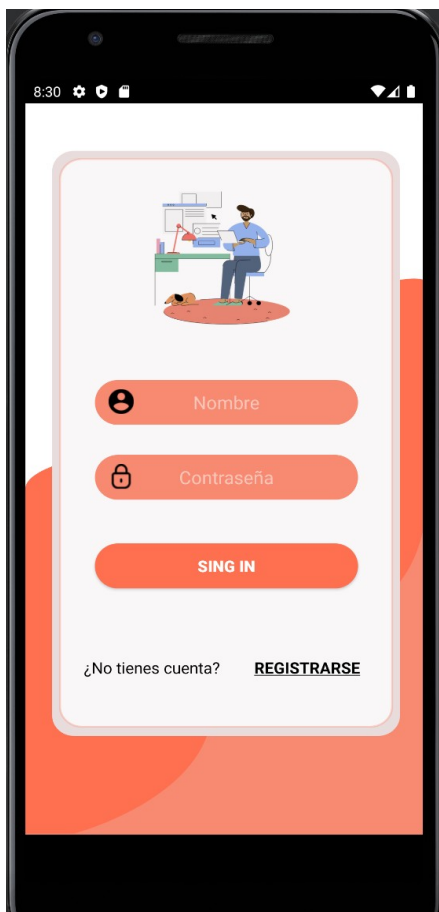 8:30
Nombre
Contraseña
SING IN
¿No tienes cuenta? REGISTRARSE